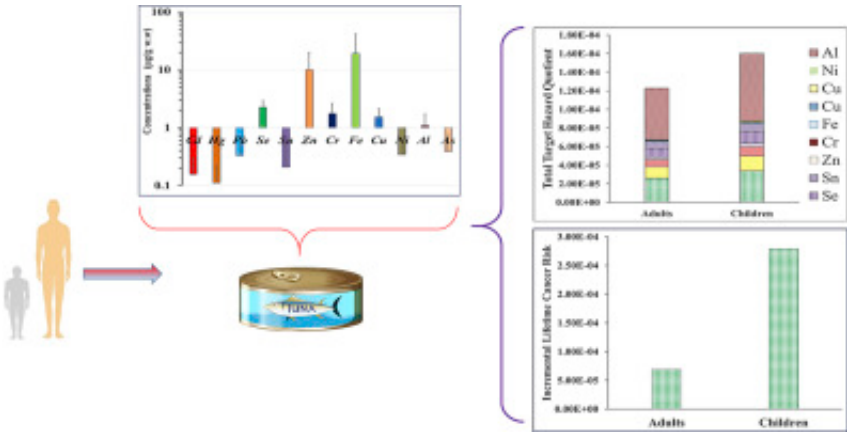 Concentration (µg/g w.w)
100
10
1
0.1
Cd Hg Pb Se Sn Zn Cr Fe Cu Ni Al As
TUNA
Total Target Hazard Quotient
1.80E-04
1.60E-04
1.40E-04
1.20E-04
1.00E-04
8.00E-05
6.00E-05
4.00E-05
2.00E-05
0.00E+00
Adults Children
Al
Ni
Cu
Cu
Fe
Cr
Zn
Sn
Se
Incremental Lifetime Cancer Risk
3.00E-04
2.50E-04
2.00E-04
1.50E-04
1.00E-04
5.00E-05
0.00E+00
Adults Children